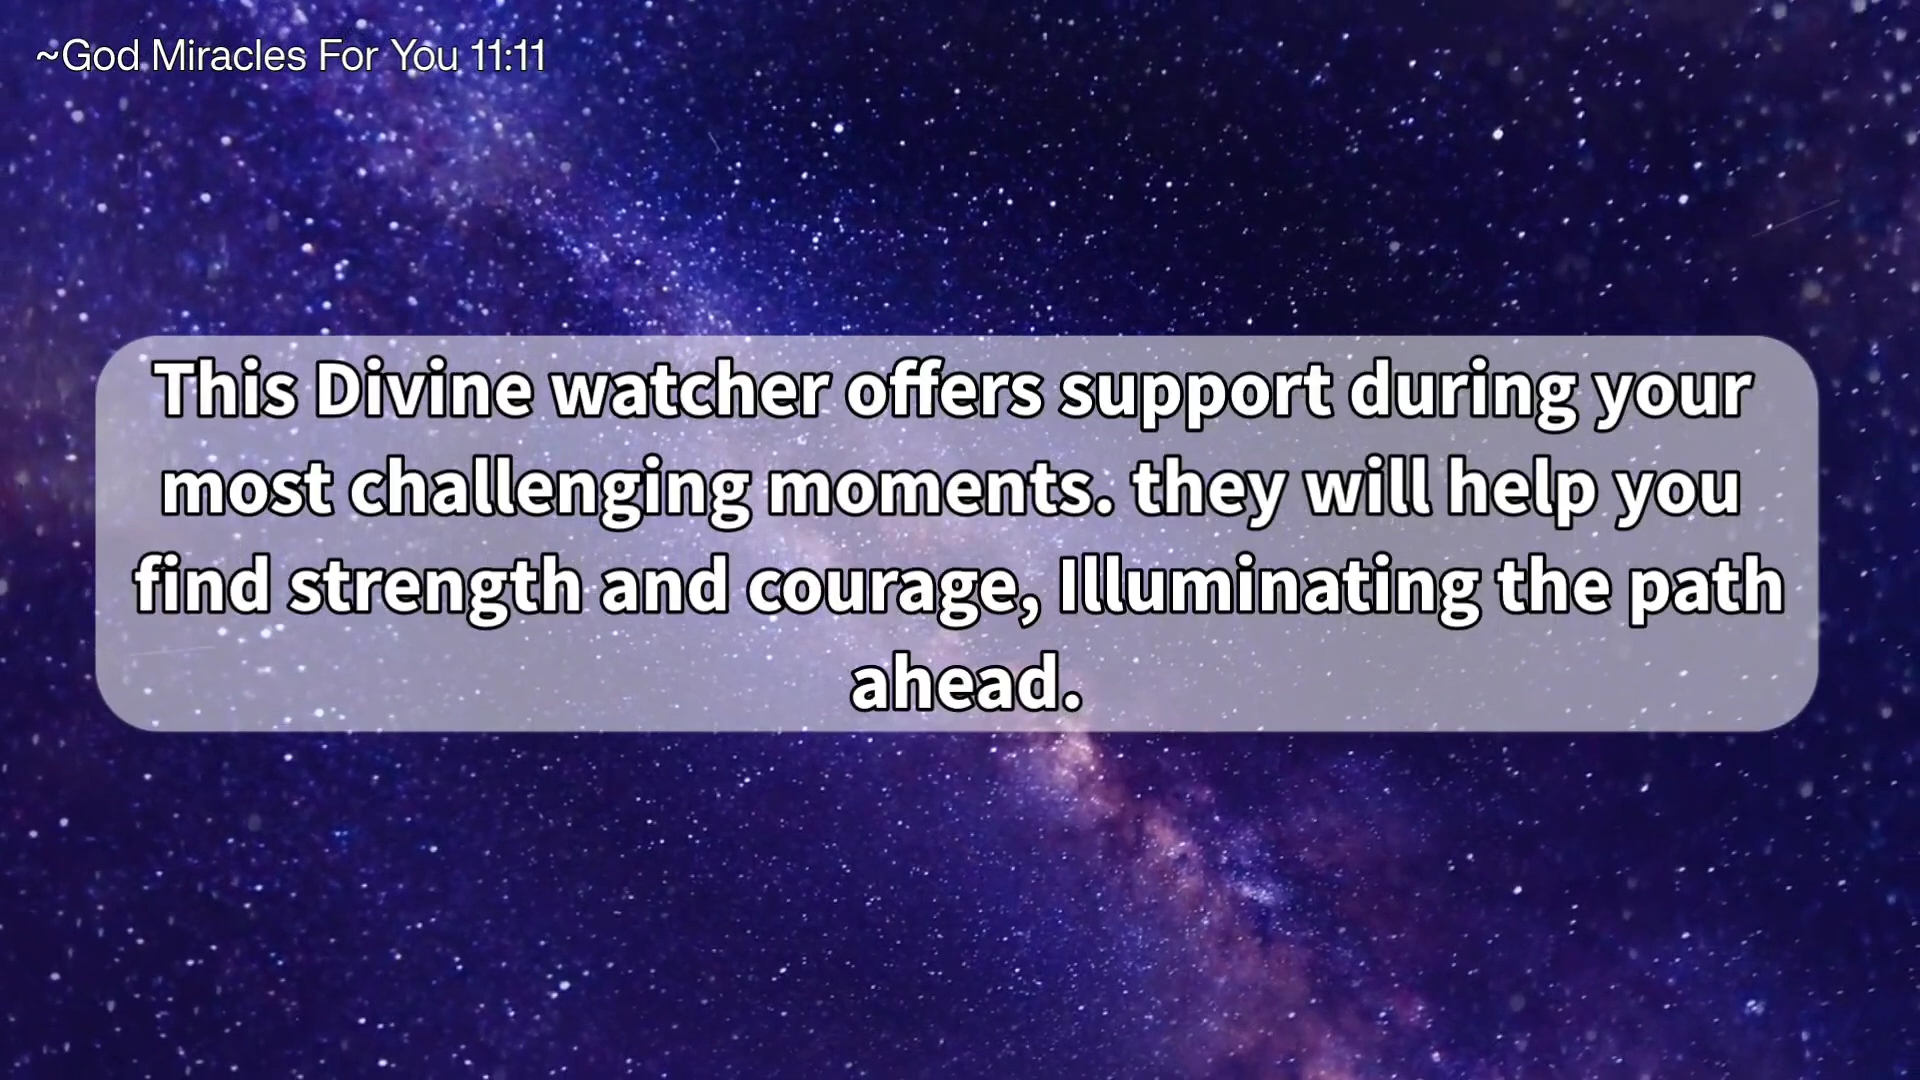 ~God Miracles For You 11:11
This Divine watcher offers support during your
most challenging moments. they will help you
find strength and courage, Illuminating the path
ahead.